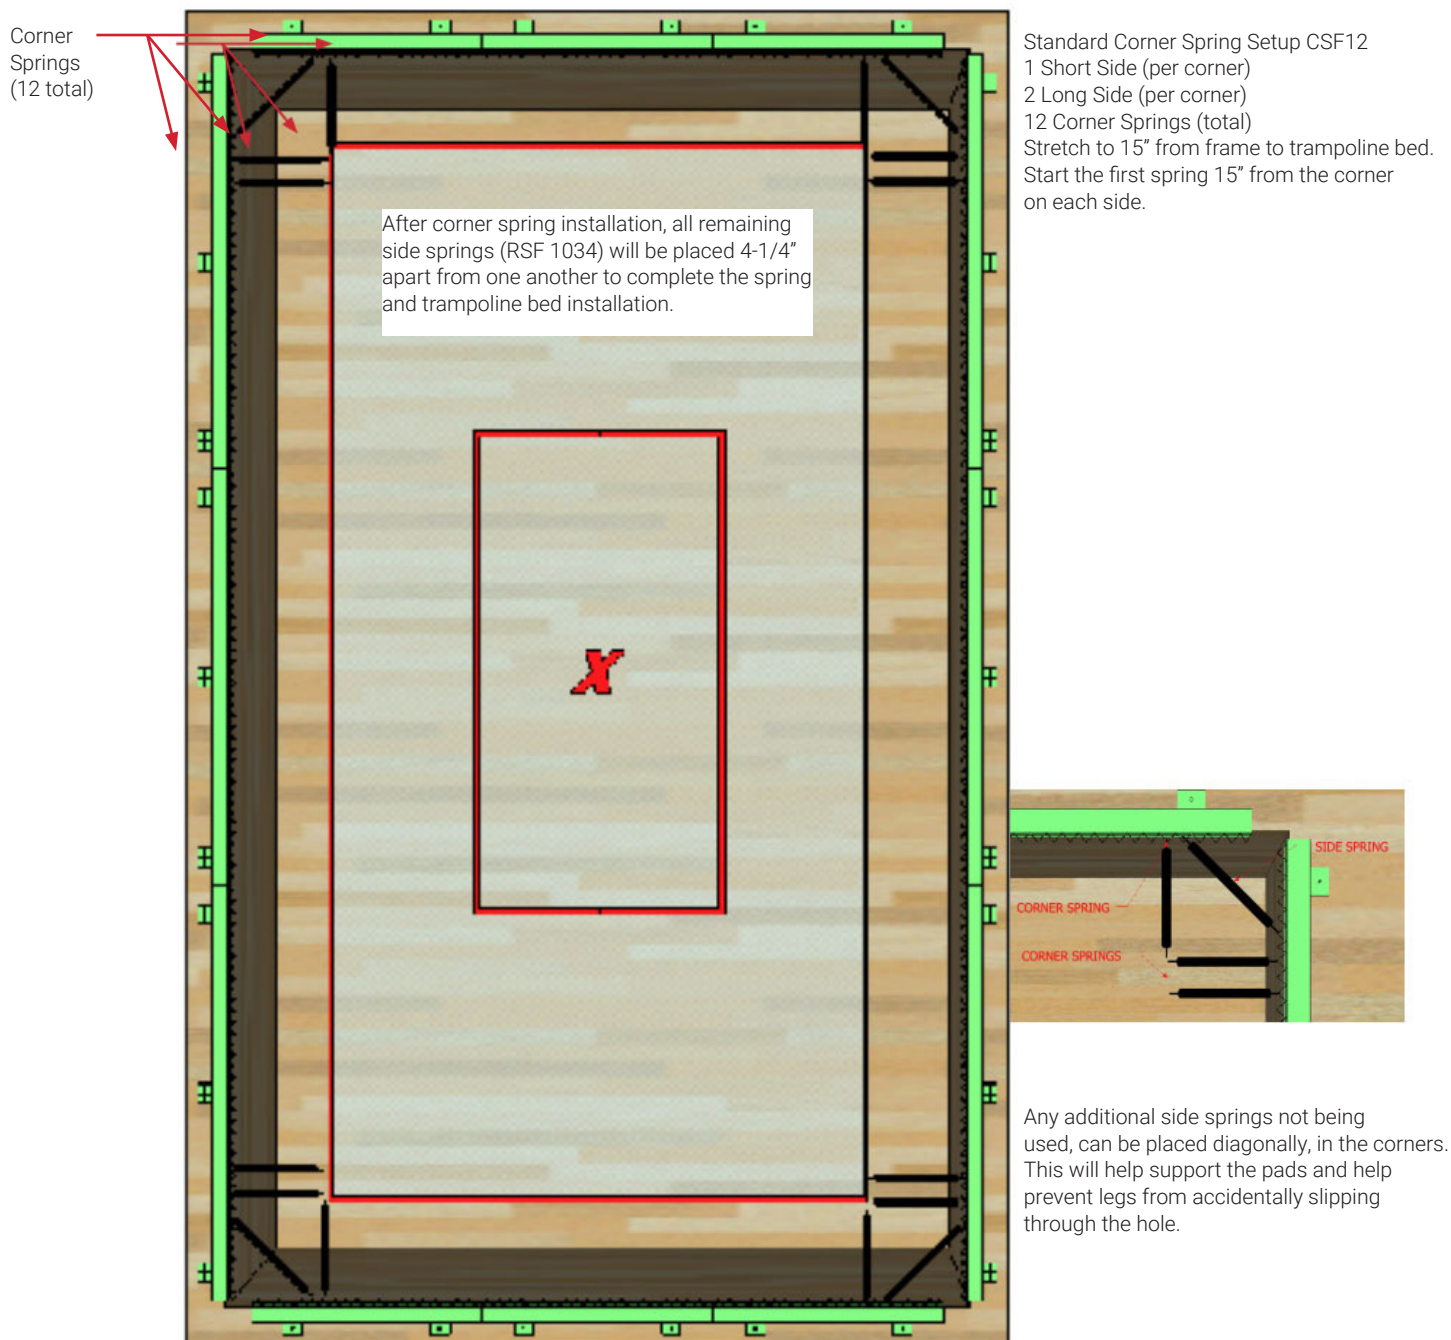 Corner
Springs
(12 total)
Standard Corner Spring Setup CSF12
1 Short Side (per corner)
2 Long Side (per corner)
12 Corner Springs (total)
Stretch to 15” from frame to trampoline bed.
Start the first spring 15” from the corner
on each side.
After corner spring installation, all remaining
side springs (RSF 1034) will be placed 4-1/4”
apart from one another to complete the spring
and trampoline bed installation.
X
SIDE SPRING
CORNER SPRING
CORNER SPRINGS
Any additional side springs not being
used, can be placed diagonally, in the corners.
This will help support the pads and help
prevent legs from accidentally slipping
through the hole.